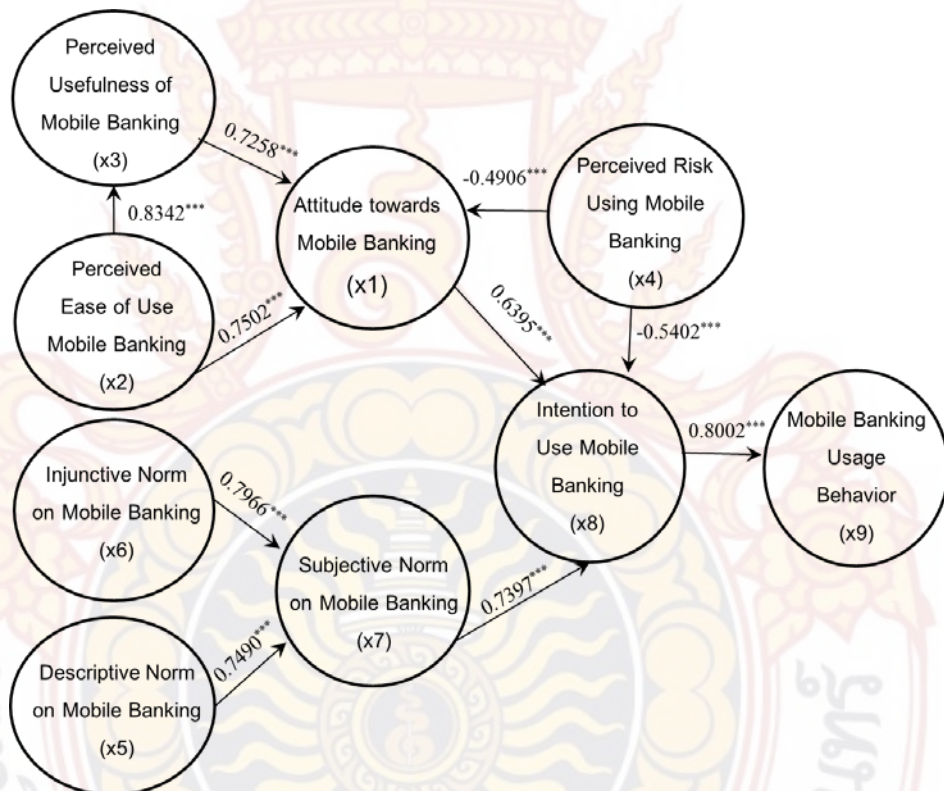 Perceived
Usefulness of
Mobile Banking
(x3)
0.7258***
0.8342***
Perceived
Ease of Use
Mobile Banking
(x2)
0.7502***
Attitude towards
Mobile Banking
(x1)
-0.4906***
Perceived Risk
Using Mobile
Banking
(x4)
0.6395***
-0.5402***
Injunctive Norm
on Mobile Banking
(x6)
0.7966***
Descriptive Norm
on Mobile Banking
(x5)
0.7490***
Subjective Norm
on Mobile Banking
(x7)
0.7397***
Intention to
Use Mobile
Banking
(x8)
0.8002***
Mobile Banking
Usage
Behavior
(x9)